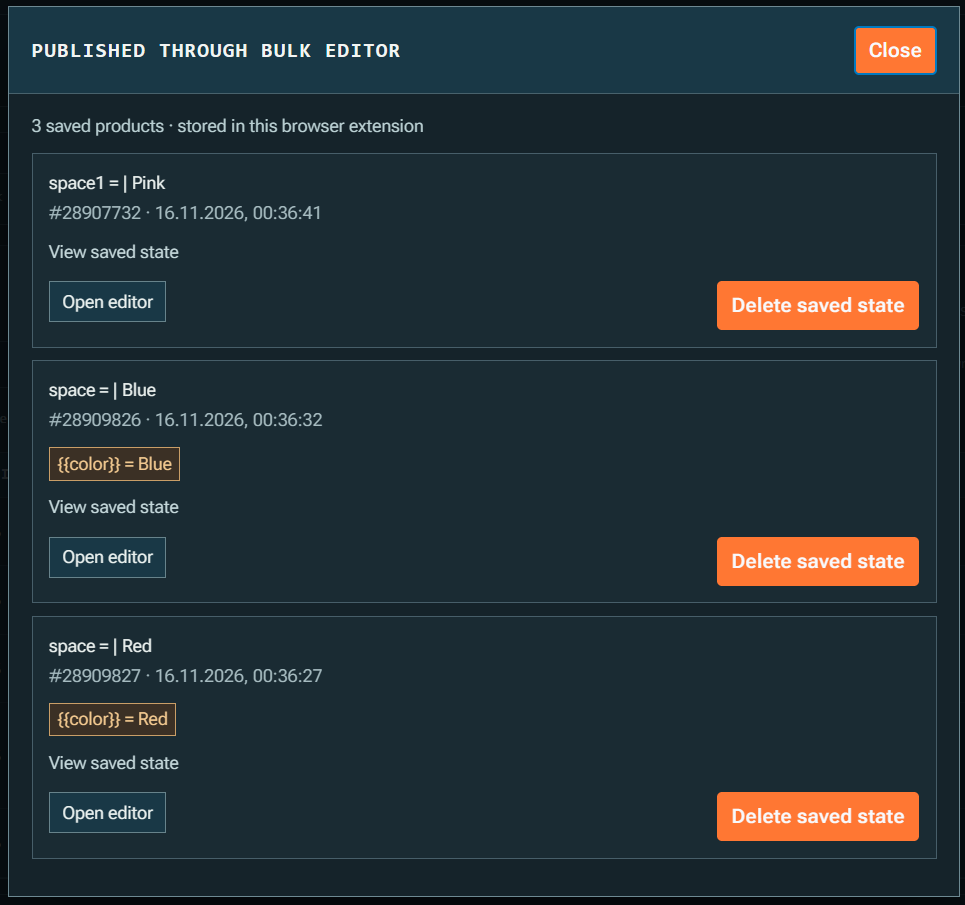 PUBLISHED THROUGH BULK EDITOR
Close
3 saved products · stored in this browser extension
space1 = | Pink
#28907732 · 16.11.2026, 00:36:41
View saved state
Open editor
Delete saved state
space = | Blue
#28909826 · 16.11.2026, 00:36:32
{{color}} = Blue
View saved state
Open editor
Delete saved state
space = | Red
#28909827 · 16.11.2026, 00:36:27
{{color}} = Red
View saved state
Open editor
Delete saved state